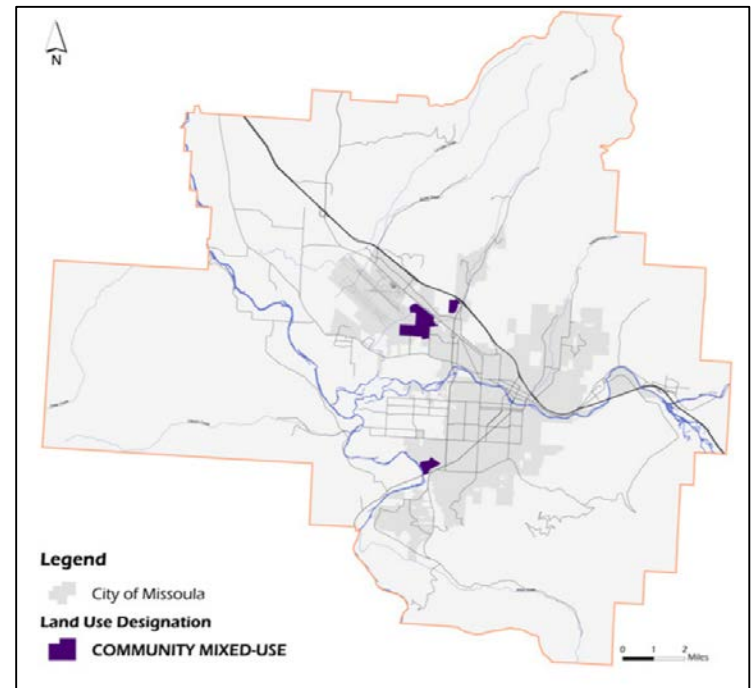 N
Legend
City of Missoula
Land Use Designation
COMMUNITY MIXED-USE
0 1 2
Miles